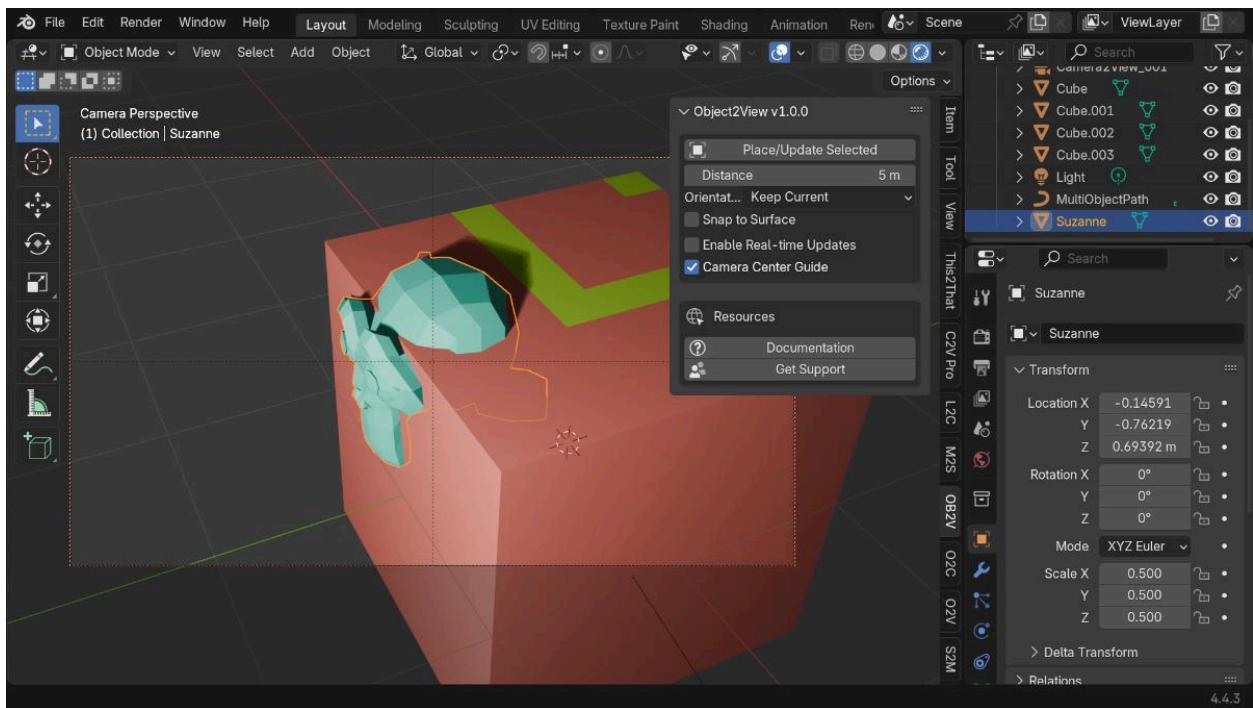 File Edit Render Window Help Layout Modeling Sculpting UV Editing Texture Paint Shading Animation Ren Scene ViewLayer
Object Mode View Select Add Object Global Search
Options
Camera Perspective
(1) Collection | Suzanne
Object2View v1.0.0
Place/Update Selected
Distance 5 m
Orientat... Keep Current
Snap to Surface
Enable Real-time Updates
Camera Center Guide
Resources
Documentation
Get Support
Item
Tool
View
This2That
C2V Pro
L2C
M2S
OB2V
O2C
O2V
S2M
Camera2View_001
Cube
Cube.001
Cube.002
Cube.003
Light
MultiObjectPath
Suzanne
Search
Suzanne
Suzanne
Transform
Location X -0.14591
Y -0.76219
Z 0.69392 m
Rotation X 0°
Y 0°
Z 0°
Mode XYZ Euler
Scale X 0.500
Y 0.500
Z 0.500
Delta Transform
Relations
4.4.3